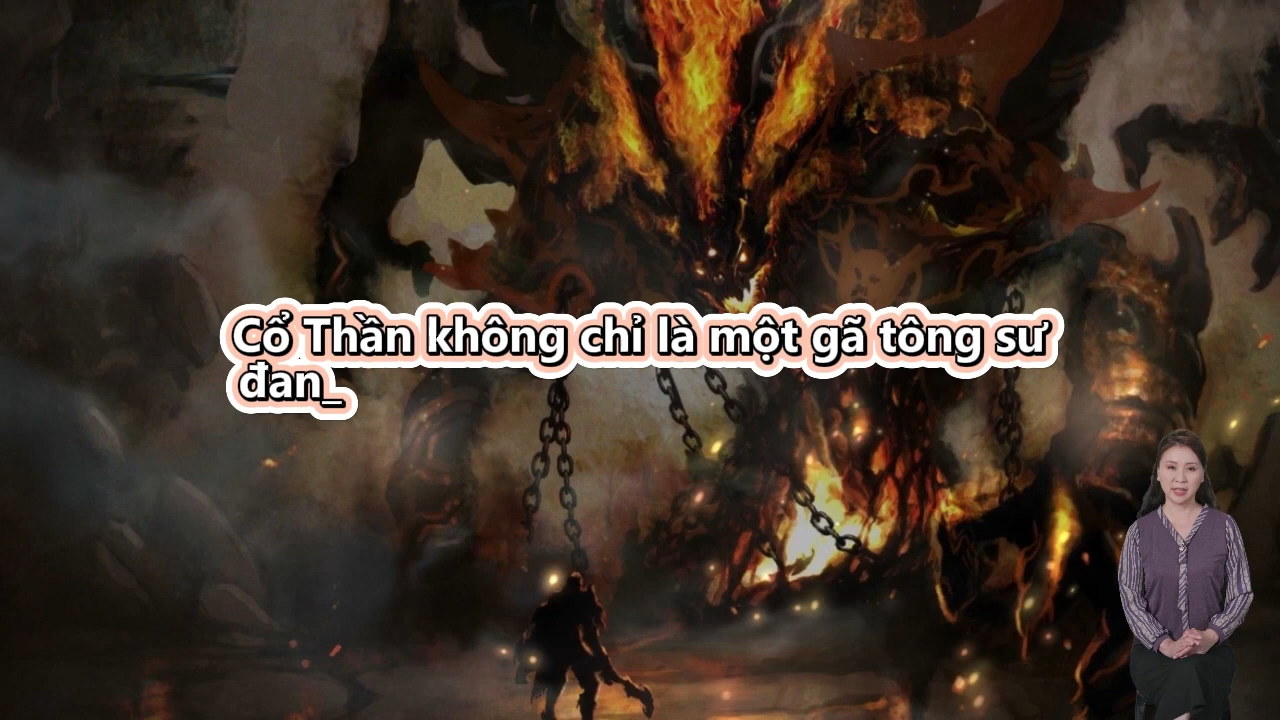 Cổ Thần không chỉ là một gã tông sư
đan_